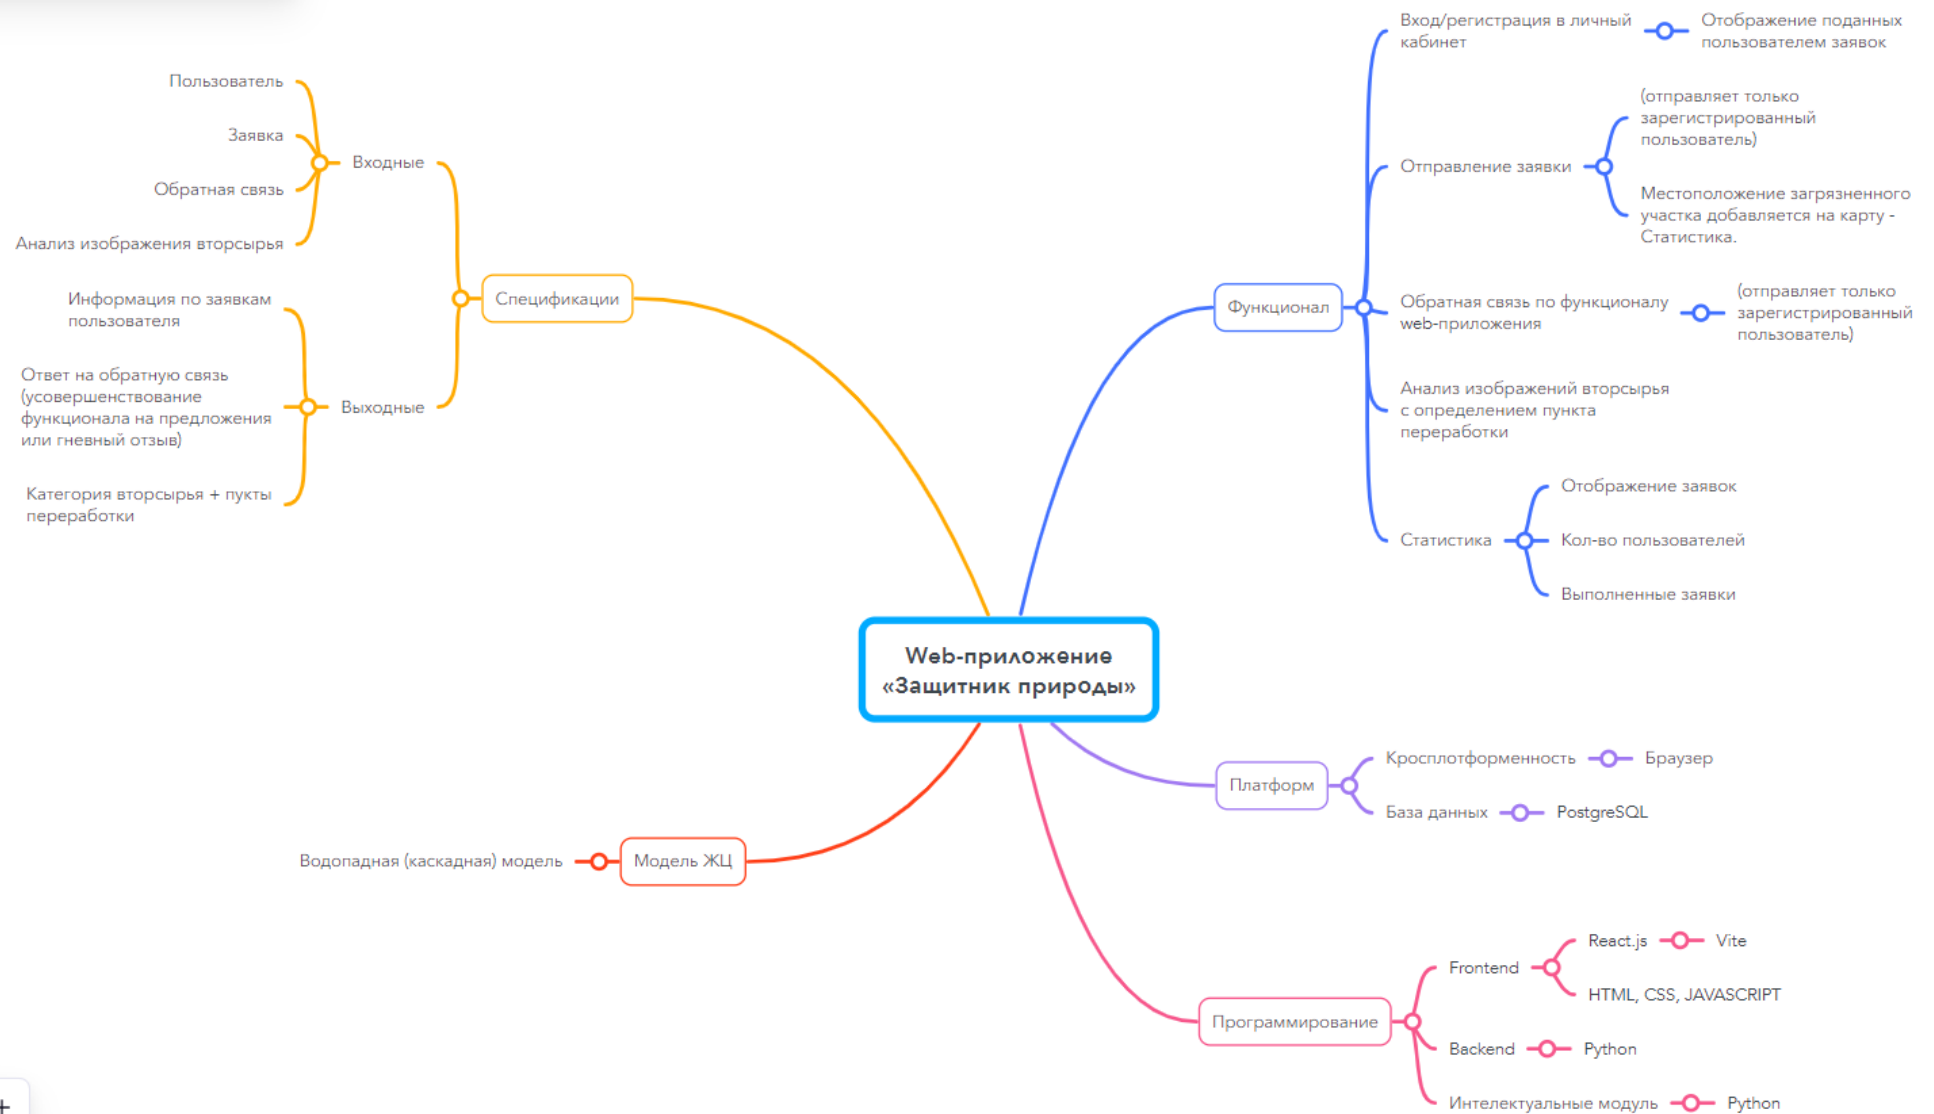 Web-приложение
«Защитник природы»
Спецификации
Входные
Пользователь
Заявка
Обратная связь
Анализ изображения вторсырья
Выходные
Информация по заявкам
пользователя
Ответ на обратную связь
(усовершенствование
функционала на предложения
или гневный отзыв)
Категория вторсырья + пукты
переработки
Функционал
Вход/регистрация в личный
кабинет
Отображение поданных
пользователем заявок
Отправление заявки
(отправляет только
зарегистрированный
пользователь)
Местоположение загрязненного
участка добавляется на карту -
Статистика.
Обратная связь по функционалу
web-приложения
(отправляет только
зарегистрированный
пользователь)
Анализ изображений вторсырья
с определением пункта
переработки
Статистика
Отображение заявок
Кол-во пользователей
Выполненные заявки
Модель ЖЦ
Водопадная (каскадная) модель
Платформ
Кросплотформенность
Браузер
База данных
PostgreSQL
Программирование
Frontend
React.js
Vite
HTML, CSS, JAVASCRIPT
Backend
Python
Интелектуальные модуль
Python
+